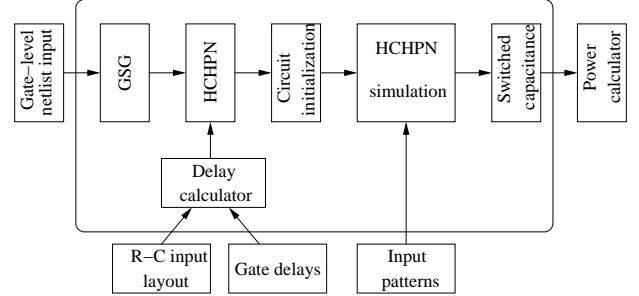 Gate-level
netlist input
GSG
HCHPN
Circuit
initialization
HCHPN
simulation
Switched
capacitance
Power
calculator
Delay
calculator
R-C input
layout
Gate delays
Input
patterns